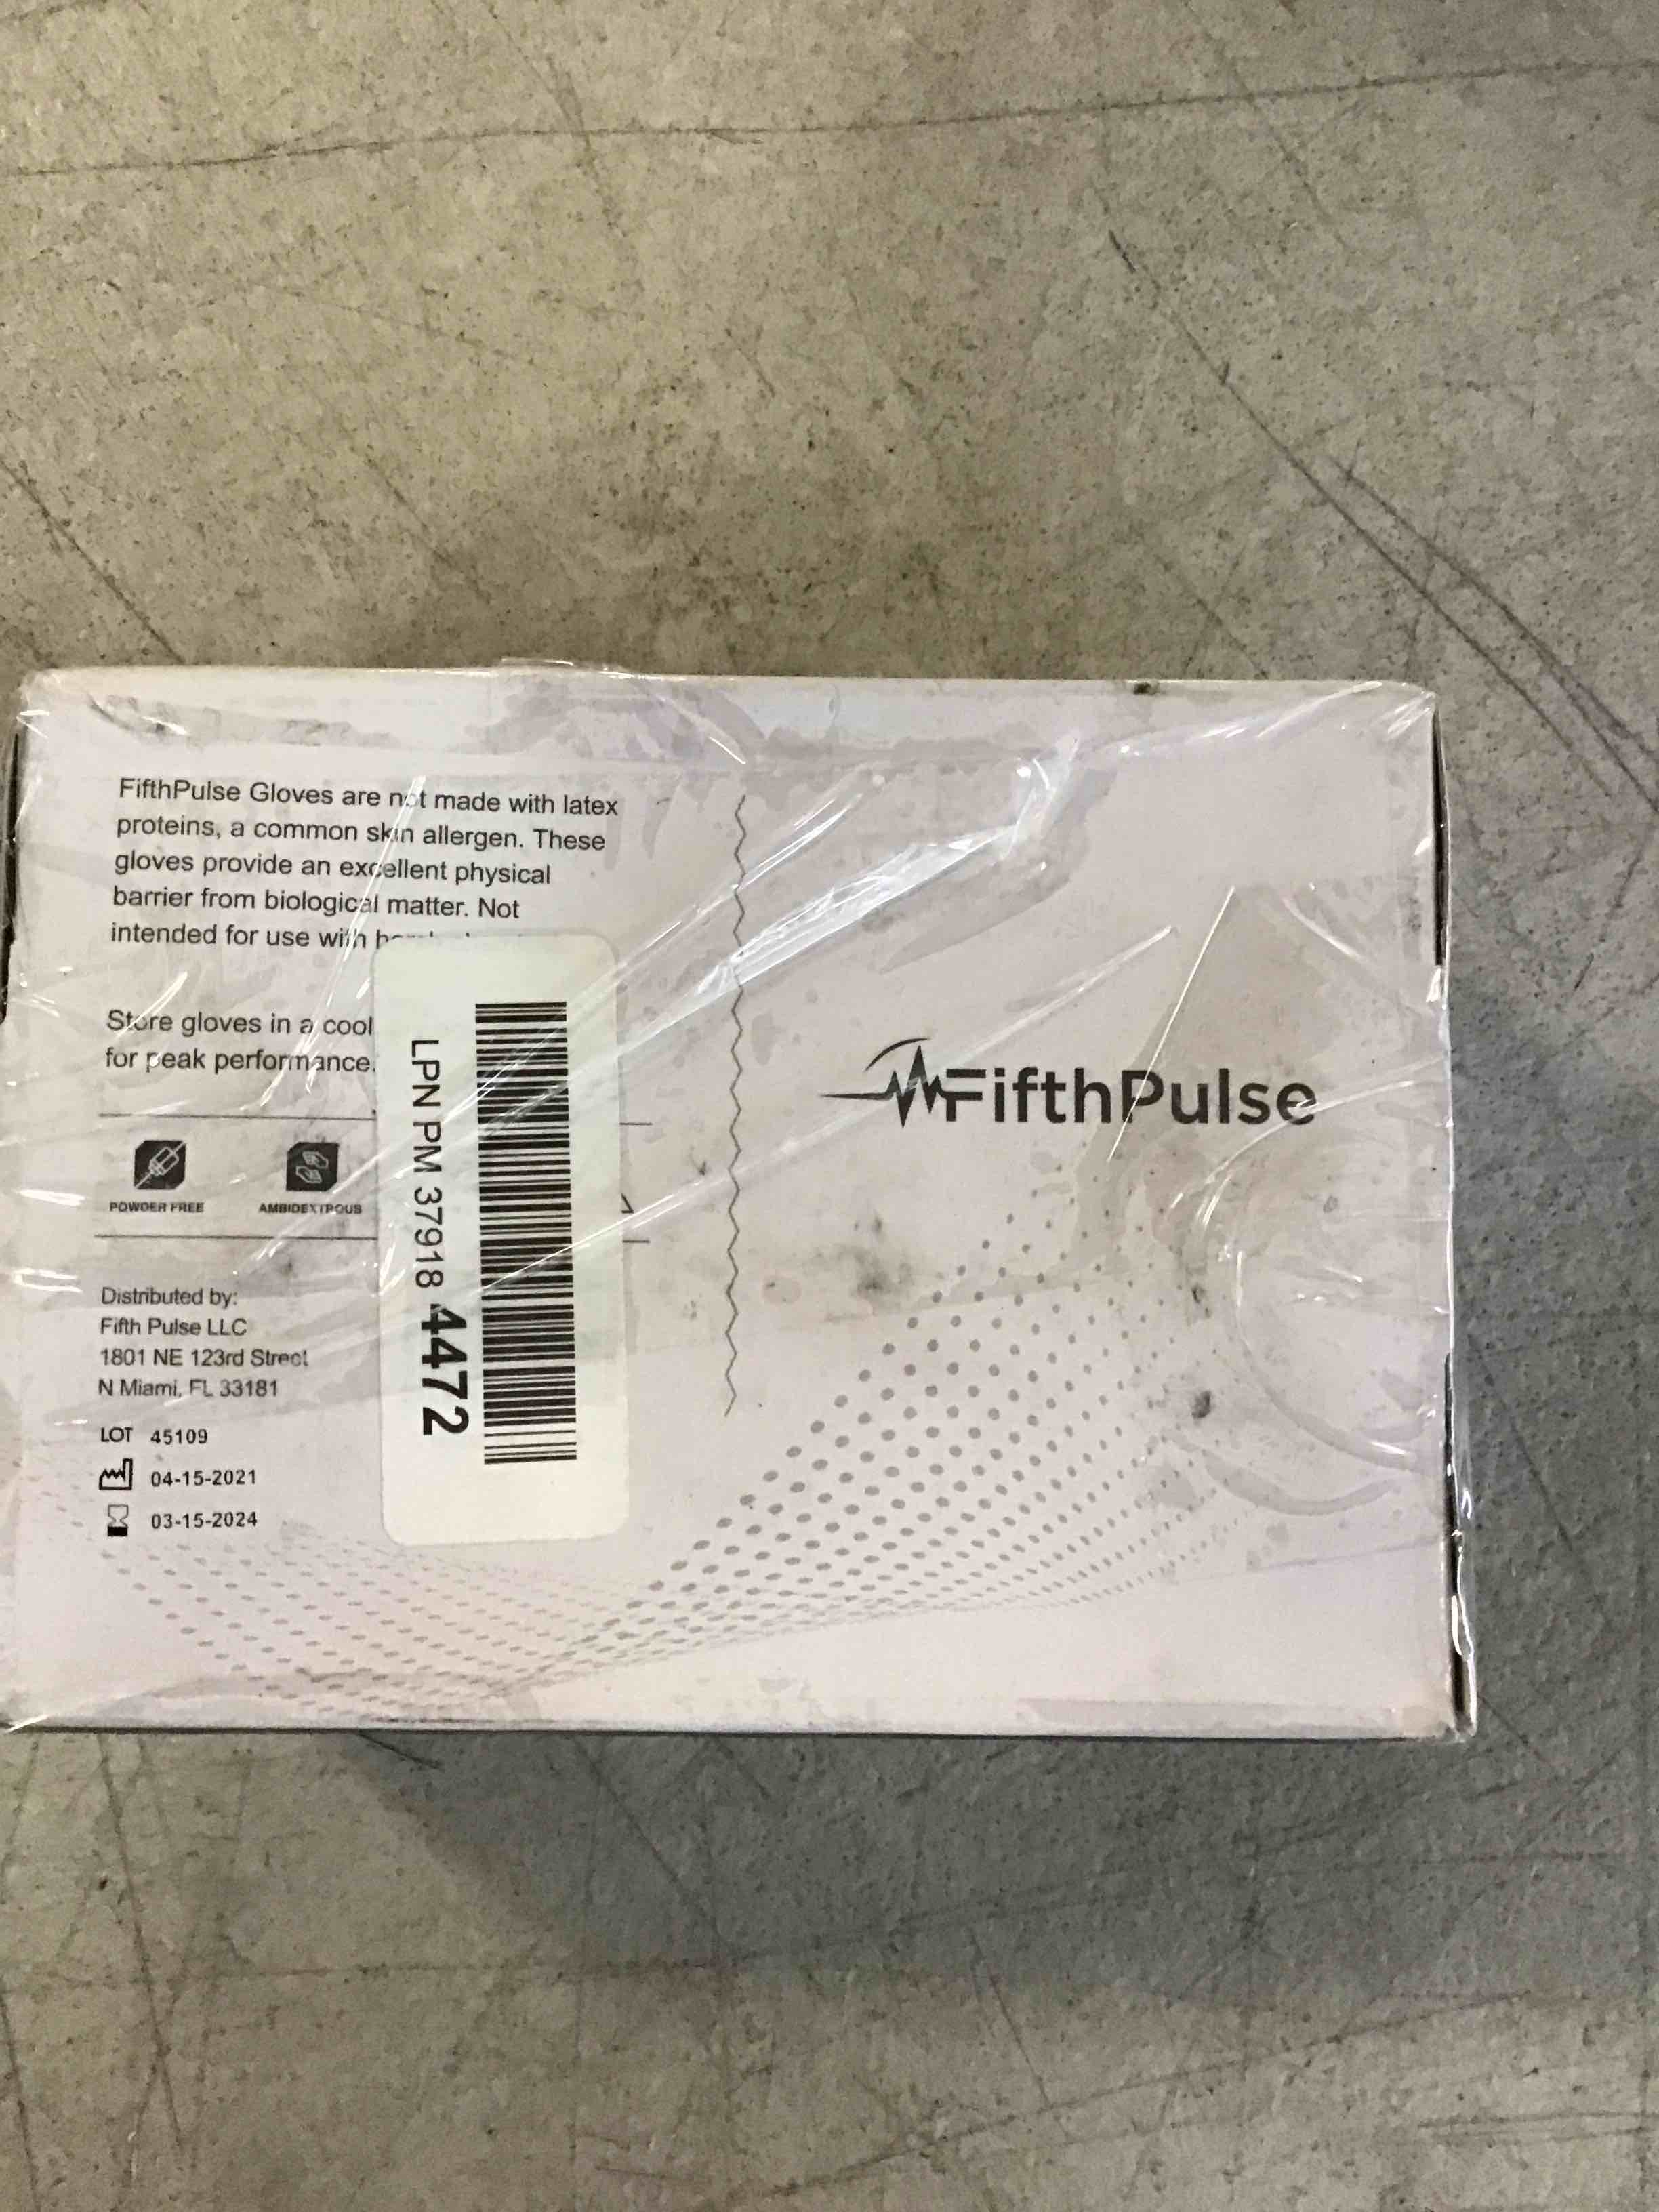 FifthPulse Gloves are not made with latex
proteins, a common skin allergen. These
gloves provide an excellent physical
barrier from biological matter. Not
intended for use with
Store gloves in a cool
for peak performance.
POWDER FREE
AMBIDEXTROUS
Distributed by:
Fifth Pulse LLC
1801 NE 123rd Street
N Miami, FL 33181
LOT 45109
04-15-2021
03-15-2024
LPN PM 37918 4472
FifthPulse